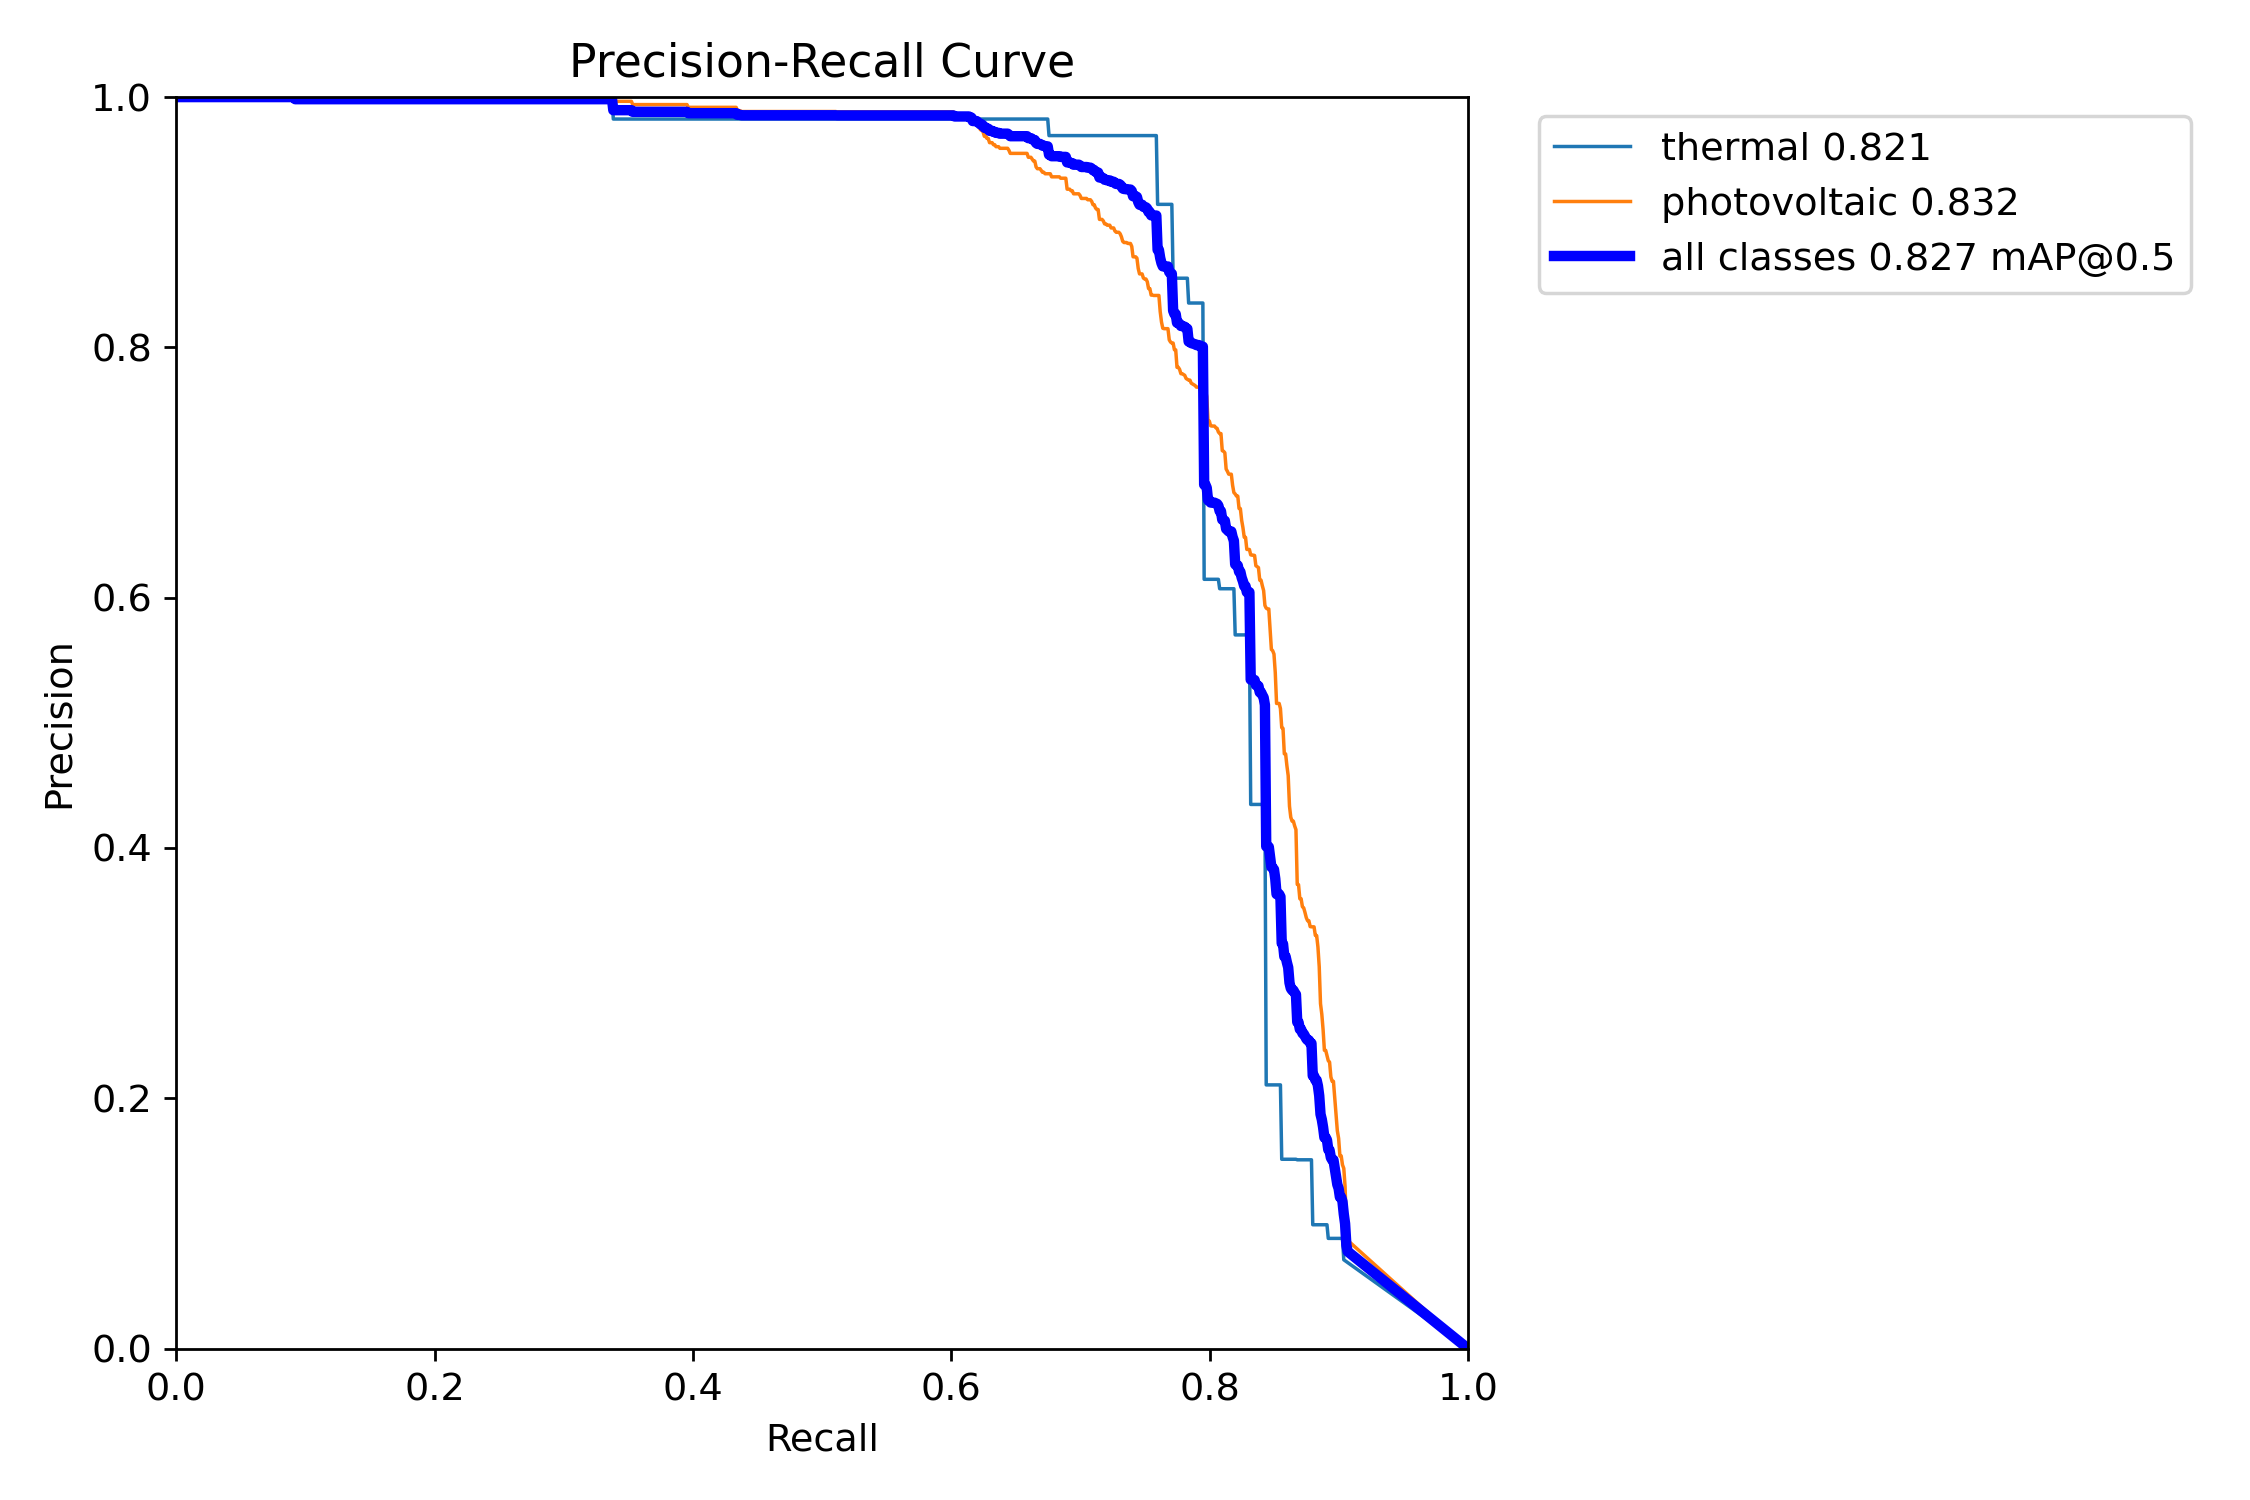 Precision-Recall Curve
thermal 0.821
photovoltaic 0.832
all classes 0.827 mAP@0.5
1.0
0.8
0.6
0.4
0.2
0.0
Precision
0.0 0.2 0.4 0.6 0.8 1.0
Recall